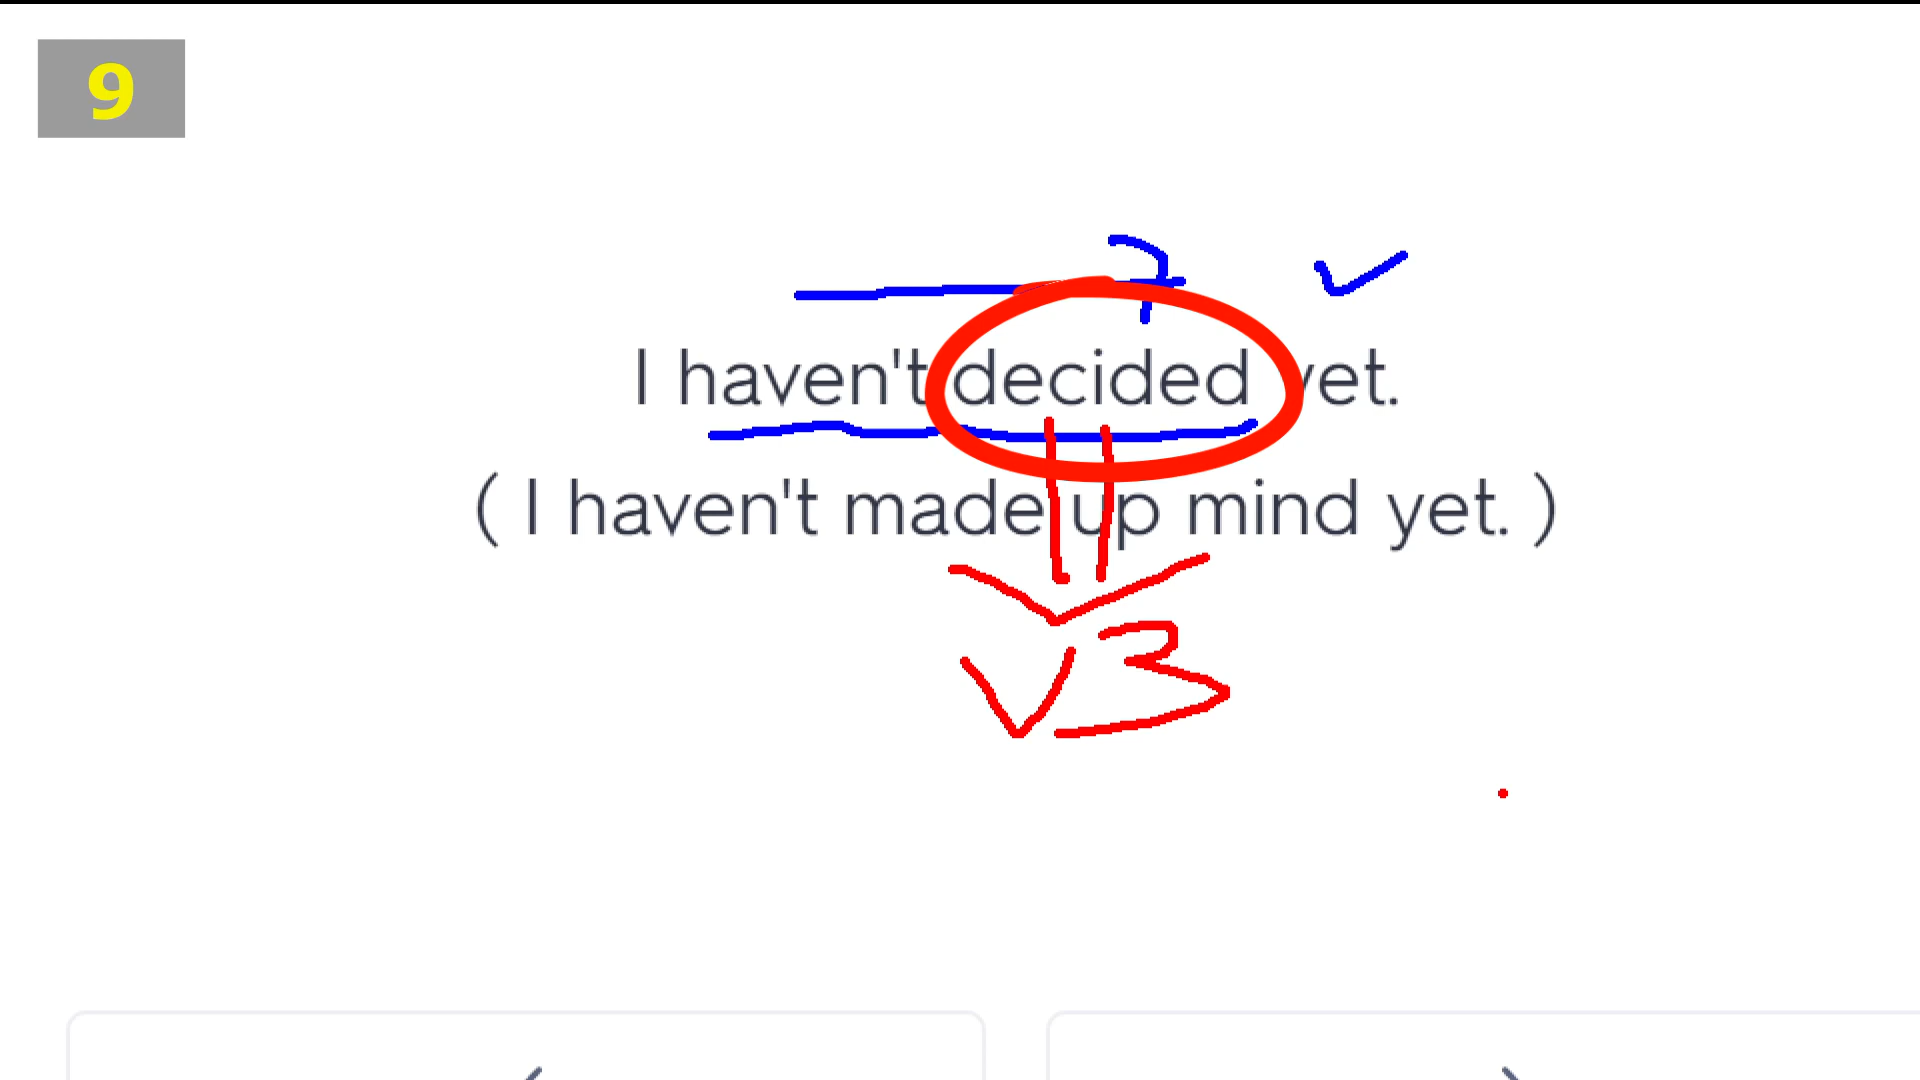 9
I haven't decided yet.
( I haven't made up mind yet. )
V3